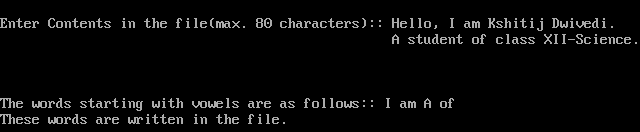 Enter Contents in the file(max. 80 characters):: Hello, I am Kshitij Dwivedi.
A student of class XII-Science.
The words starting with vowels are as follows:: I am A of
These words are written in the file.